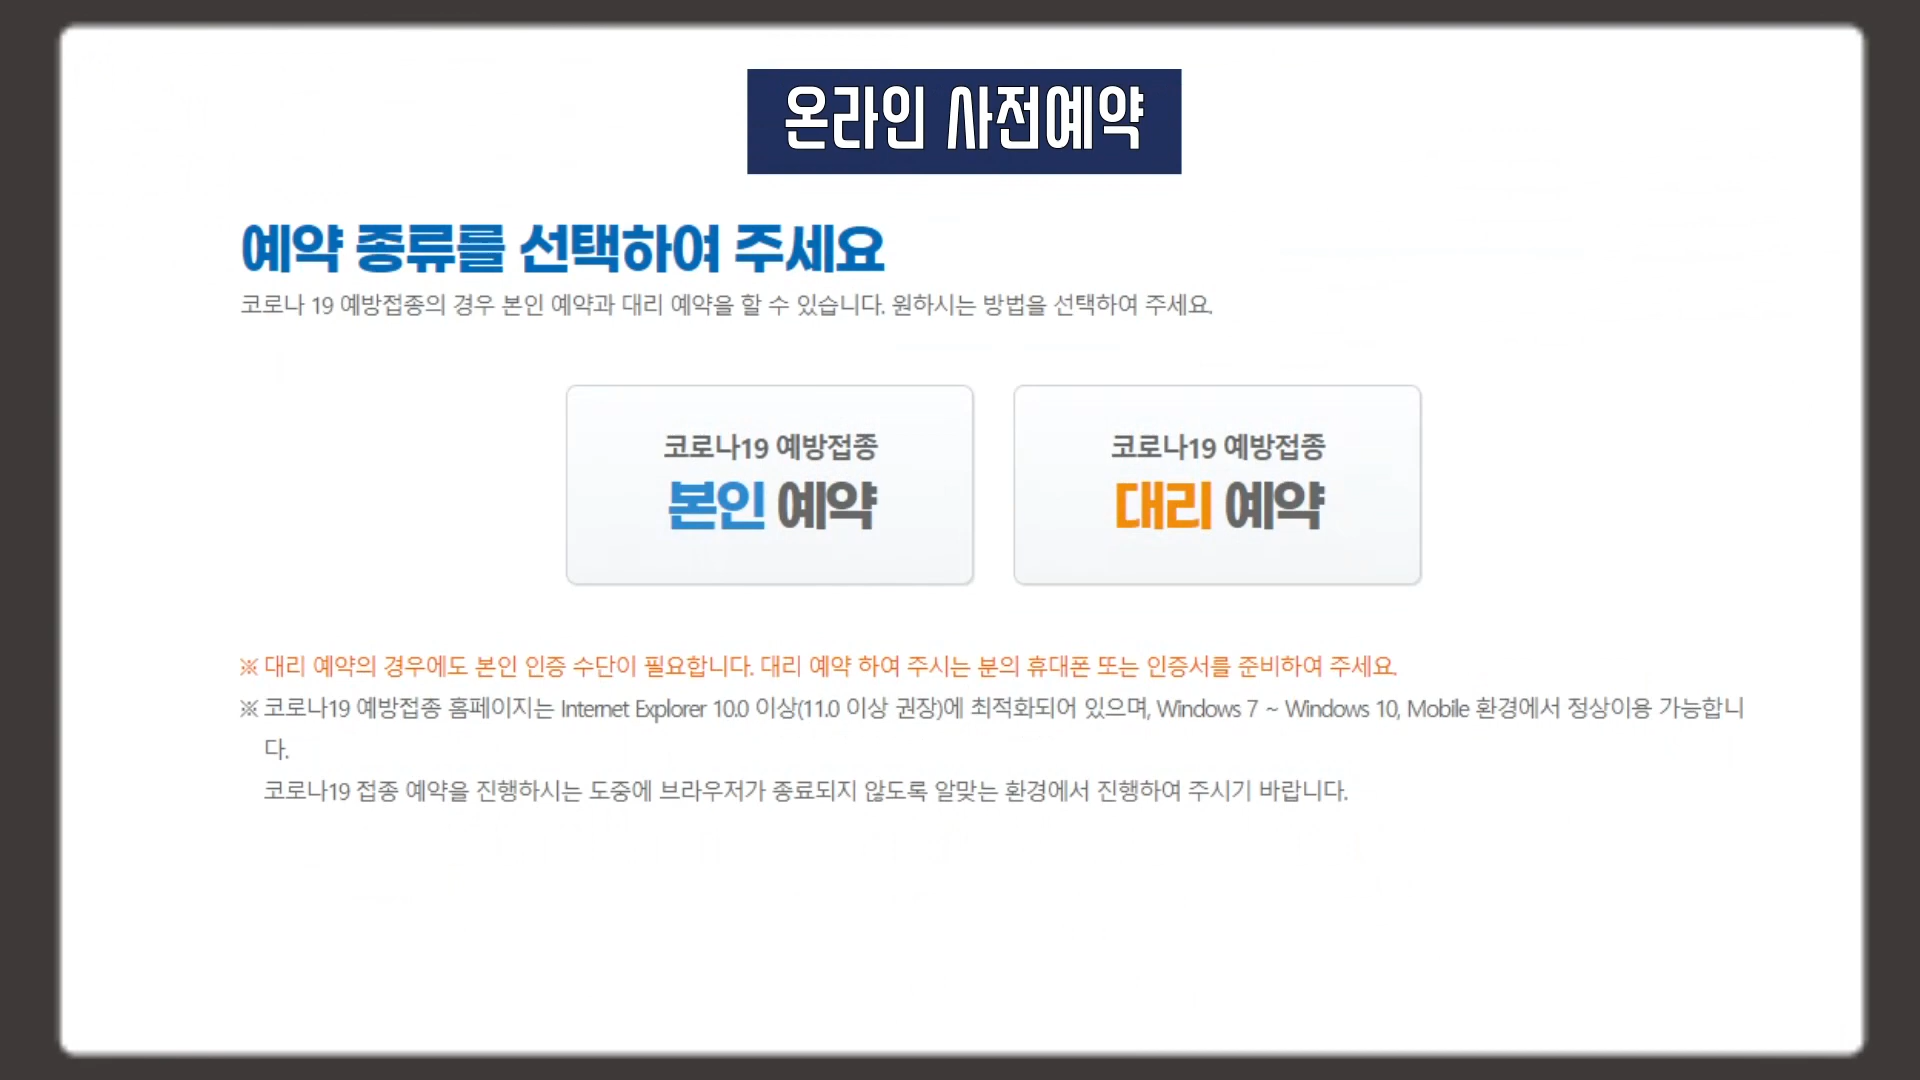 온라인 사전예약
예약 종류를 선택하여 주세요
코로나 19 예방접종의 경우 본인 예약과 대리 예약을 할 수 있습니다. 원하시는 방법을 선택하여 주세요.
코로나19 예방접종
본인 예약
코로나19 예방접종
대리 예약
※ 대리 예약의 경우에도 본인 인증 수단이 필요합니다. 대리 예약 하여 주시는 분의 휴대폰 또는 인증서를 준비하여 주세요.
※ 코로나19 예방접종 홈페이지는 Internet Explorer 10.0 이상(11.0 이상 권장)에 최적화되어 있으며, Windows 7 ~ Windows 10, Mobile 환경에서 정상이용 가능합니
다.
코로나19 접종 예약을 진행하시는 도중에 브라우저가 종료되지 않도록 알맞는 환경에서 진행하여 주시기 바랍니다.